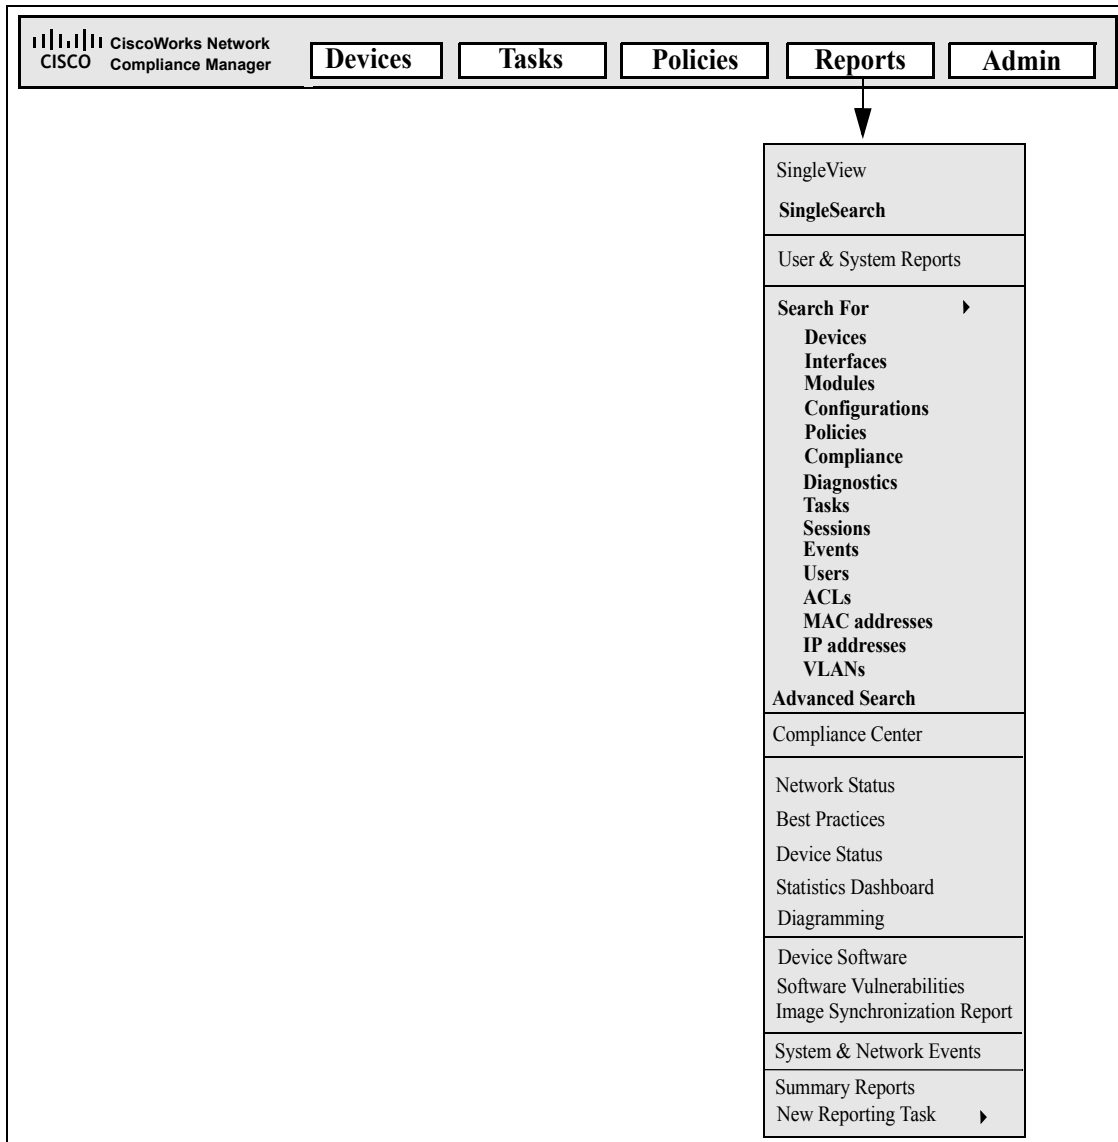 CISCO
CiscoWorks Network
Compliance Manager
Devices
Tasks
Policies
Reports
Admin
SingleView
SingleSearch
User & System Reports
Search For
Devices
Interfaces
Modules
Configurations
Policies
Compliance
Diagnostics
Tasks
Sessions
Events
Users
ACLs
MAC addresses
IP addresses
VLANs
Advanced Search
Compliance Center
Network Status
Best Practices
Device Status
Statistics Dashboard
Diagramming
Device Software
Software Vulnerabilities
Image Synchronization Report
System & Network Events
Summary Reports
New Reporting Task